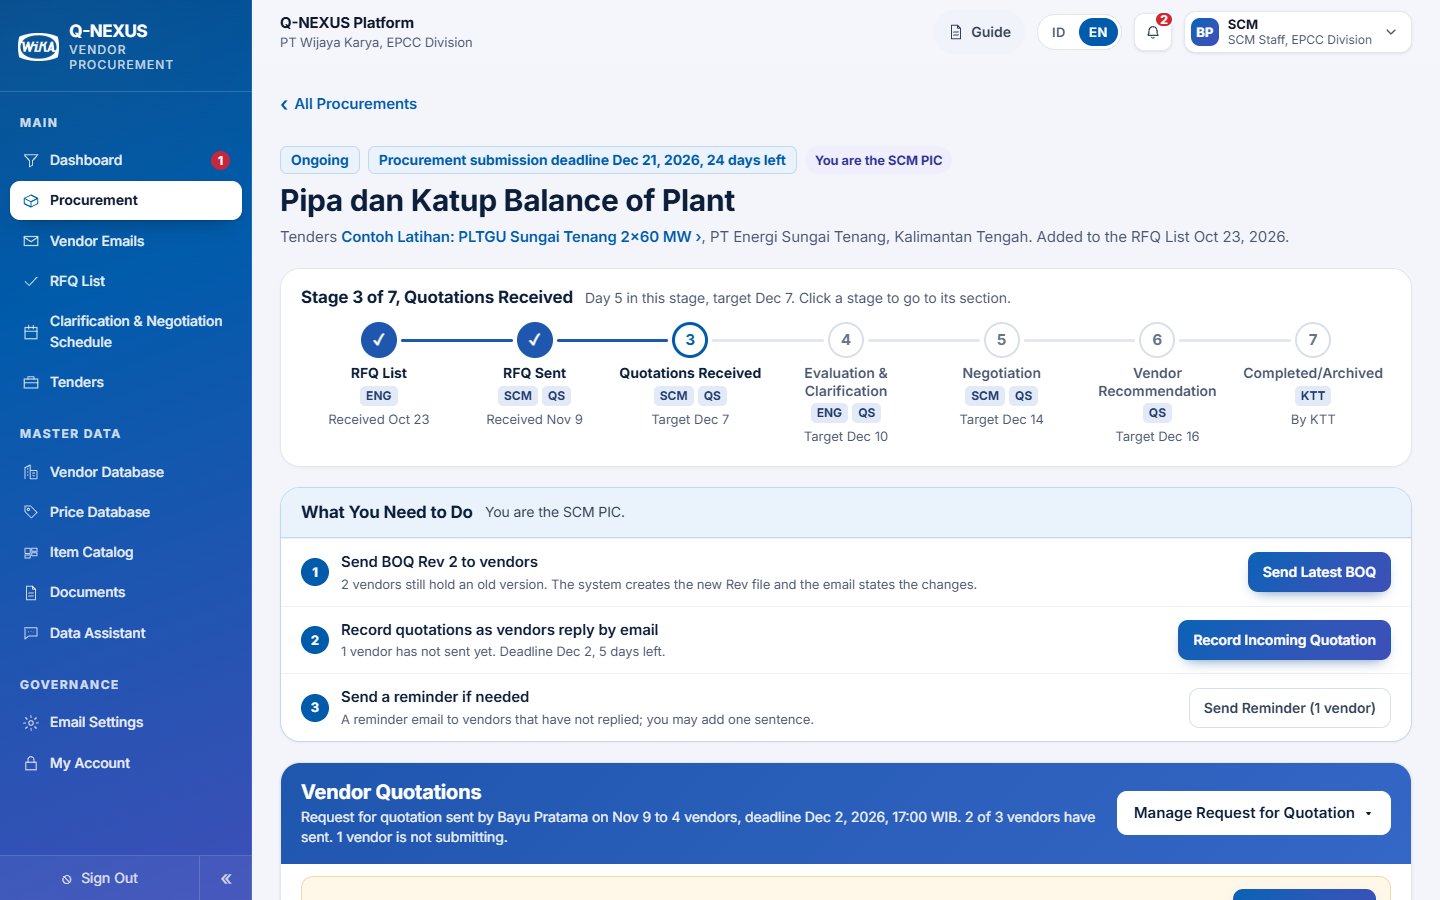 WIKA
Q-NEXUS
VENDOR
PROCUREMENT
MAIN
Dashboard 1
Procurement
Vendor Emails
RFQ List
Clarification & Negotiation
Schedule
Tenders
MASTER DATA
Vendor Database
Price Database
Item Catalog
Documents
Data Assistant
GOVERNANCE
Email Settings
My Account
Sign Out «
Q-NEXUS Platform
PT Wijaya Karya, EPCC Division
Guide
ID EN
2
BP
SCM
SCM Staff, EPCC Division
‹ All Procurements
Ongoing
Procurement submission deadline Dec 21, 2026, 24 days left
You are the SCM PIC
Pipa dan Katup Balance of Plant
Tenders Contoh Latihan: PLTGU Sungai Tenang 2×60 MW ›, PT Energi Sungai Tenang, Kalimantan Tengah. Added to the RFQ List Oct 23, 2026.
Stage 3 of 7, Quotations Received Day 5 in this stage, target Dec 7. Click a stage to go to its section.
✓
RFQ List
ENG
Received Oct 23
✓
RFQ Sent
SCM QS
Received Nov 9
3
Quotations Received
SCM QS
Target Dec 7
4
Evaluation &
Clarification
ENG QS
Target Dec 10
5
Negotiation
SCM QS
Target Dec 14
6
Vendor
Recommendation
QS
Target Dec 16
7
Completed/Archived
KTT
By KTT
What You Need to Do You are the SCM PIC.
1
Send BOQ Rev 2 to vendors
2 vendors still hold an old version. The system creates the new Rev file and the email states the changes.
Send Latest BOQ
2
Record quotations as vendors reply by email
1 vendor has not sent yet. Deadline Dec 2, 5 days left.
Record Incoming Quotation
3
Send a reminder if needed
A reminder email to vendors that have not replied; you may add one sentence.
Send Reminder (1 vendor)
Vendor Quotations
Request for quotation sent by Bayu Pratama on Nov 9 to 4 vendors, deadline Dec 2, 2026, 17:00 WIB. 2 of 3 vendors have
sent. 1 vendor is not submitting.
Manage Request for Quotation